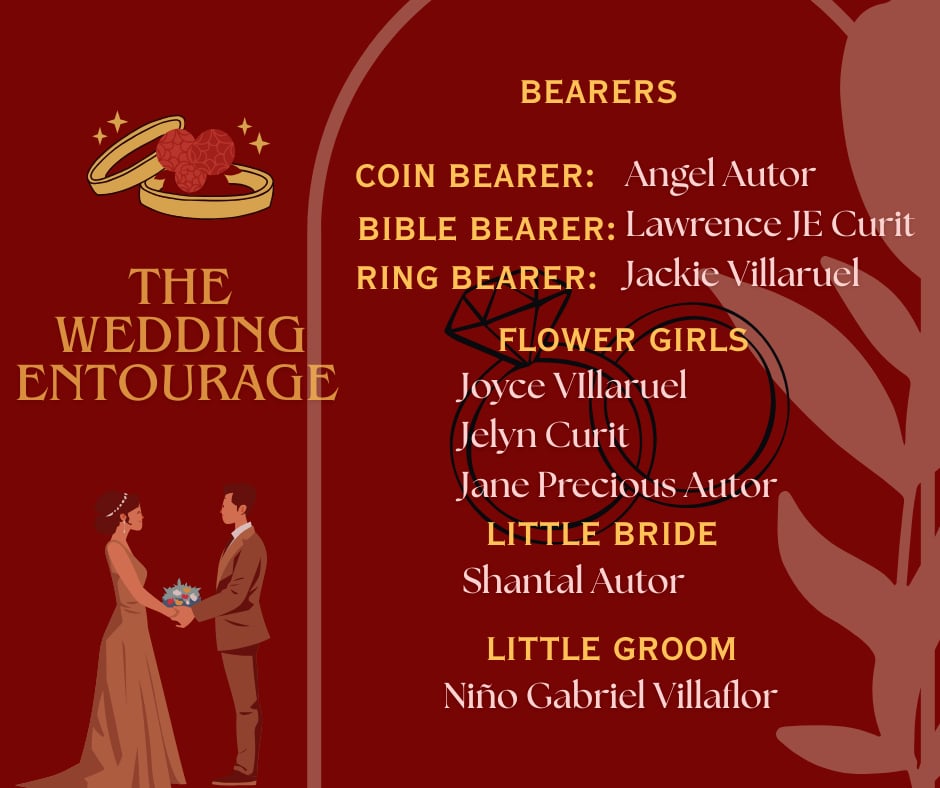 THE
WEDDING
ENTOURAGE
BEARERS
COIN BEARER: Angel Autor
BIBLE BEARER: Lawrence JE Curit
RING BEARER: Jackie Villaruel
FLOWER GIRLS
Joyce VIllaruel
Jelyn Curit
Jane Precious Autor
LITTLE BRIDE
Shantal Autor
LITTLE GROOM
Niño Gabriel Villaflor